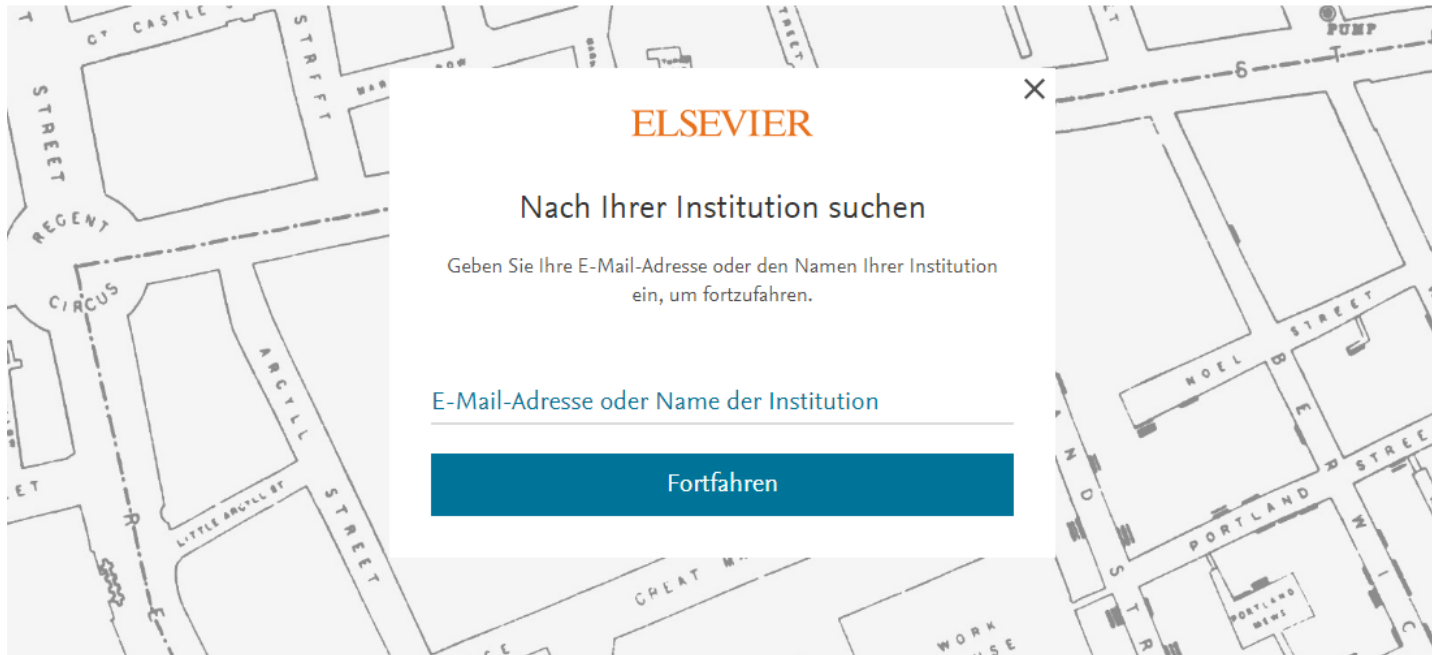 Cᵀ CASTLE
STREET
PUMP
STREET
ELSEVIER
Nach Ihrer Institution suchen
Geben Sie Ihre E-Mail-Adresse oder den Namen Ihrer Institution
ein, um fortzufahren.
E-Mail-Adresse oder Name der Institution
Fortfahren
REGENT
CIRCUS
ARGYLL
STREET
LITTLE ARGYLL ST
NOEL STREET
PORTLAND STREE
PORTLAND
MEWS
GREAT
WORK